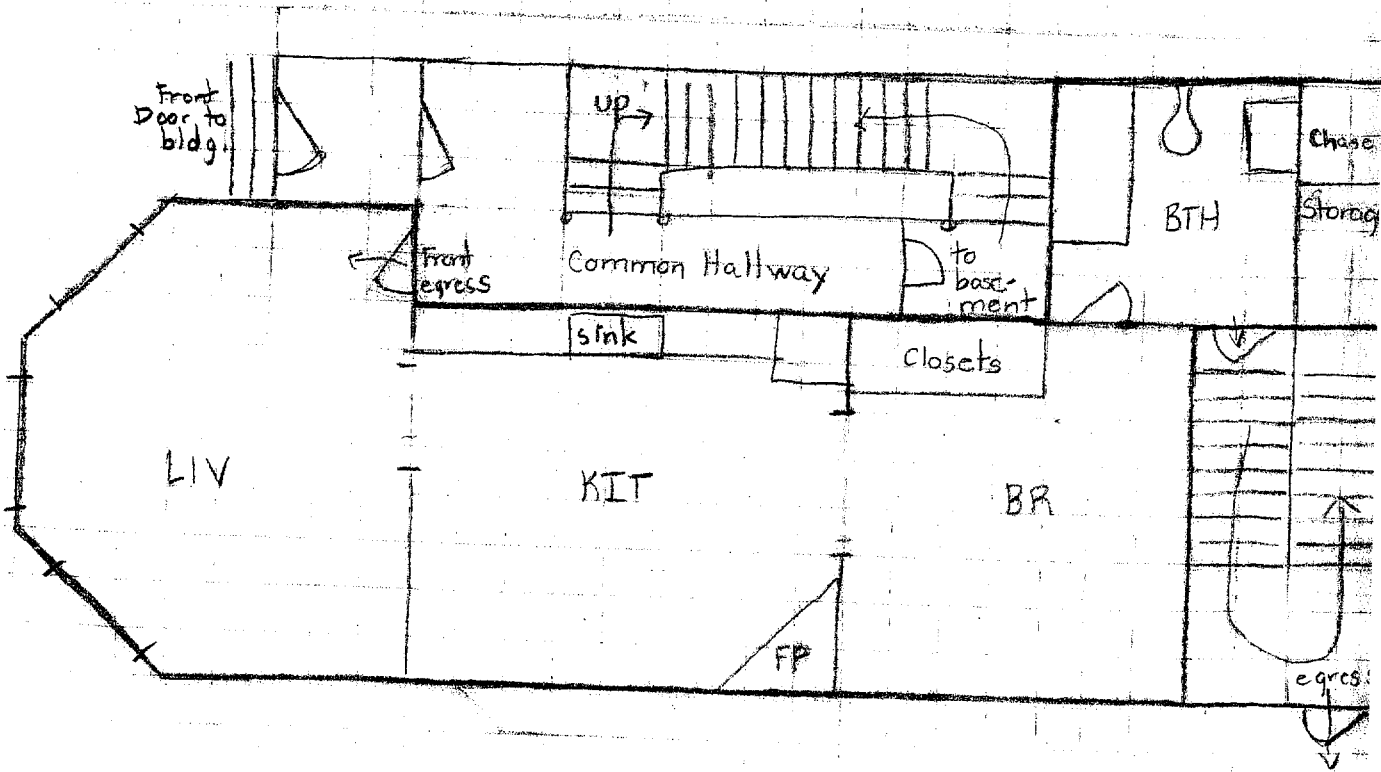 Front
Door to
bldg.
up
Chase
BTH
Storag
Front
egress
Common Hallway
to
base-
ment
sink
Closets
LIV
KIT
BR
FP
egres